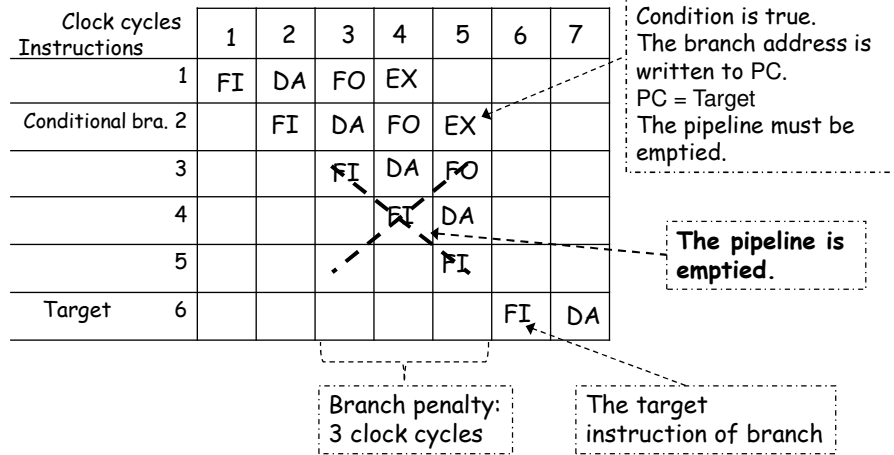 Clock cycles
Instructions
1 2 3 4 5 6 7
1 FI DA FO EX
Conditional bra. 2 FI DA FO EX
3 FI DA FO
4 FI DA
5 FI
Target 6 FI DA
Condition is true.
The branch address is
written to PC.
PC = Target
The pipeline must be
emptied.
The pipeline is
emptied.
Branch penalty:
3 clock cycles
The target
instruction of branch